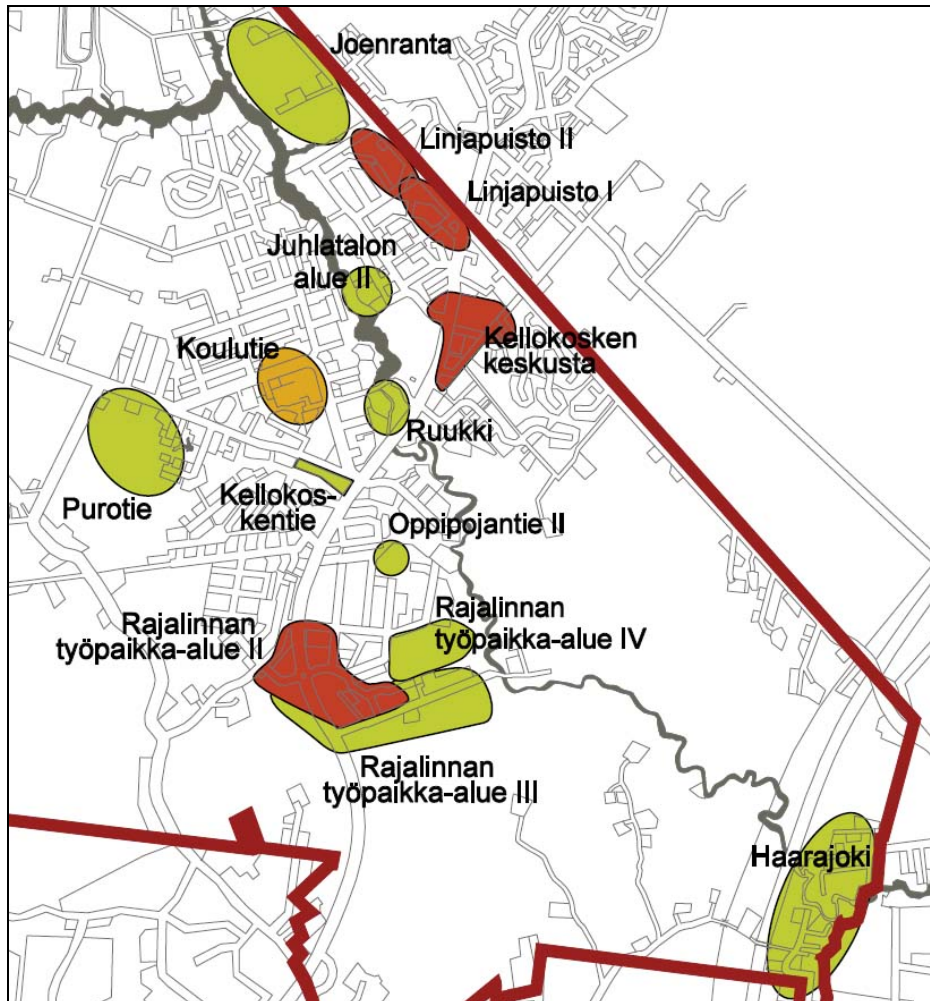 Joenranta
Linjapuisto II
Linjapuisto I
Juhlatalon
alue II
Kellokosken
keskusta
Koulutie
Ruukki
Purotie
Kellokos-
kentie
Oppipojantie II
Rajalinnan
työpaikka-alue II
Rajalinnan
työpaikka-alue IV
Rajalinnan
työpaikka-alue III
Haarajoki